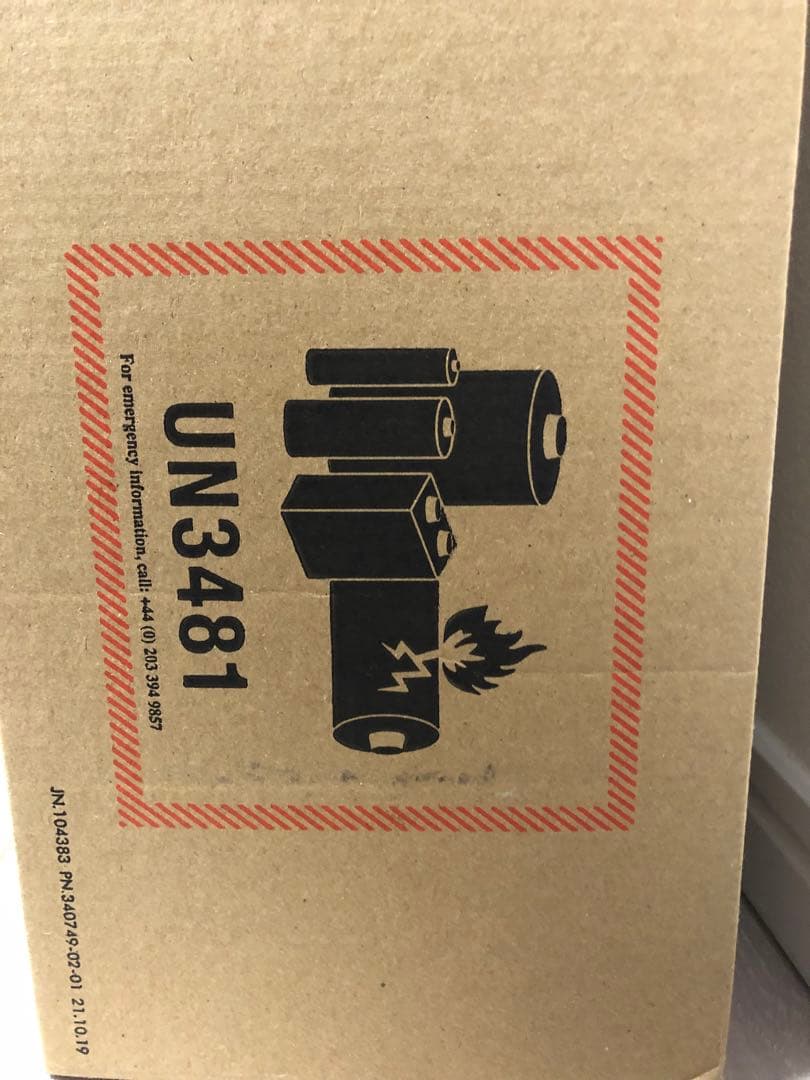 UN3481
For emergency information, call: +44 (0) 203 394 9857
JN.104383 PN.340749-02-01 21.10.19